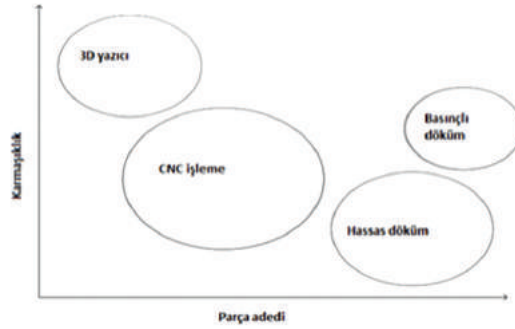 3D yazıcı
Basınçlı
döküm
CNC işleme
Hassas döküm
Karmaşıklık
Parça adedi